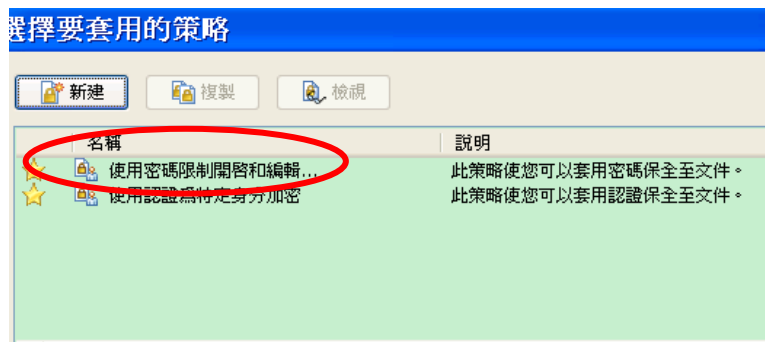 選擇要套用的策略
新建 複製 檢視
名稱 說明
使用密碼限制開啓和編輯... 此策略使您可以套用密碼保全至文件。
使用認證爲特定身分加密 此策略使您可以套用認證保全至文件。